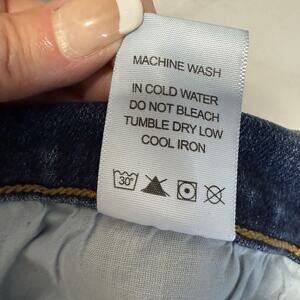 MACHINE WASH
IN COLD WATER
DO NOT BLEACH
TUMBLE DRY LOW
COOL IRON
30°